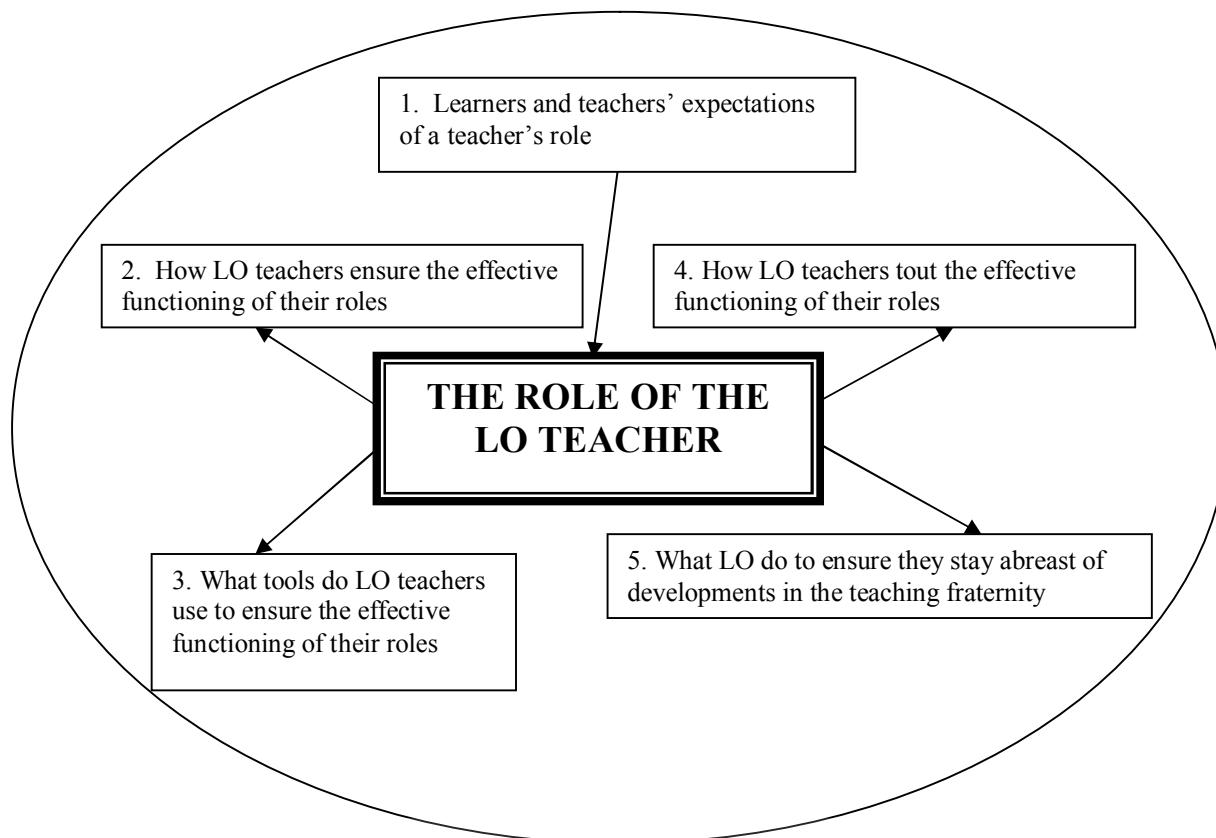 1. Learners and teachers’ expectations
of a teacher’s role
2. How LO teachers ensure the effective
functioning of their roles
4. How LO teachers tout the effective
functioning of their roles
THE ROLE OF THE
LO TEACHER
3. What tools do LO teachers
use to ensure the effective
functioning of their roles
5. What LO do to ensure they stay abreast of
developments in the teaching fraternity